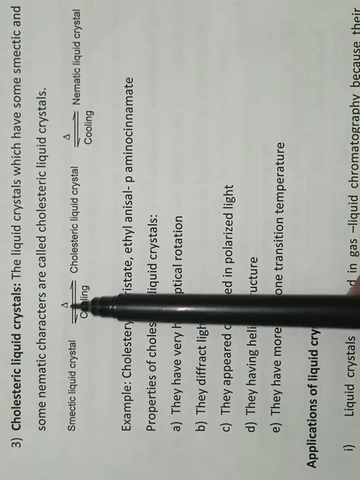 3) Cholesteric liquid crystals: The liquid crystals which have some smectic and
some nematic characters are called cholesteric liquid crystals.
Smectic liquid crystal ⇌ Δ Cooling Cholesteric liquid crystal ⇌ Δ Cooling Nematic liquid crystal
Example: Cholestery istate, ethyl anisal- p aminocinnamate
Properties of choles liquid crystals:
a) They have very h ptical rotation
b) They diffract ligh
c) They appeared c ed in polarized light
d) They having heli ructure
e) They have more one transition temperature
Applications of liquid cry
i) Liquid crystals d in gas –liquid chromatography because their